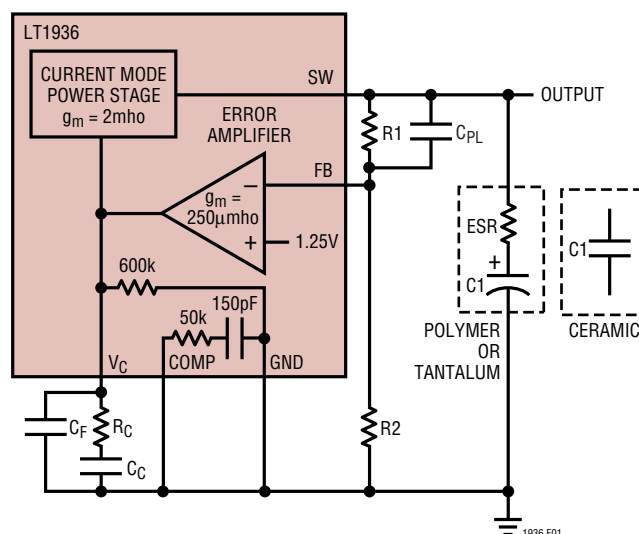 LT1936
CURRENT MODE
POWER STAGE
gm = 2mho
SW
OUTPUT
ERROR
AMPLIFIER
R1
CPL
FB
gm =
250µmho
−
+
1.25V
600k
50k
150pF
VC
COMP
GND
ESR
+
C1
C1
POLYMER
OR
TANTALUM
CERAMIC
CF
RC
CC
R2
1936 F01